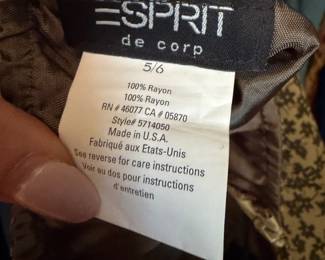 ESPRIT
de corp
5/6
100% Rayon
100% Rayon
RN # 46077 CA # 05870
Style# 5714050
Made in U.S.A.
Fabriqué aux Etats-Unis
See reverse for care instructions
Voir au dos pour instructions
d'entretien